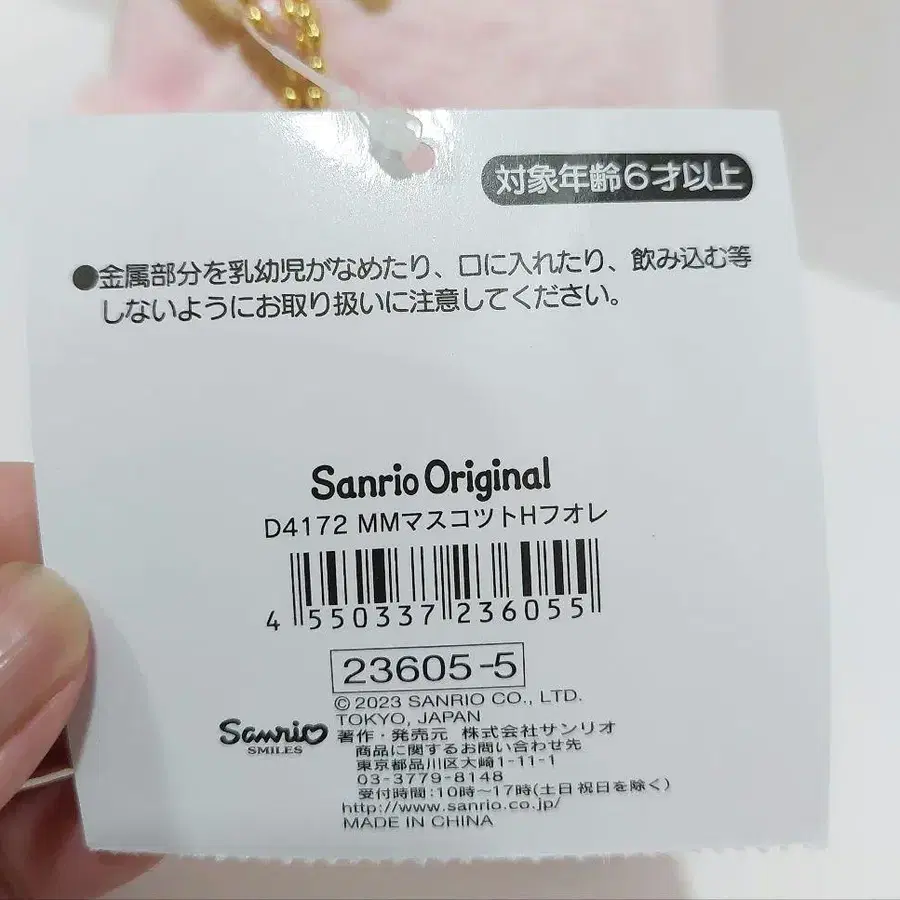 対象年齢6才以上
●金属部分を乳幼児がなめたり、口に入れたり、飲み込む等
しないようにお取り扱いに注意してください。
Sanrio Original
D4172 MMマスコツトHフオレ
4 550337 236055
23605-5
© 2023 SANRIO CO., LTD.
TOKYO, JAPAN
Sanrio
SMILES
著作・発売元 株式会社サンリオ
商品に関するお問い合わせ先
東京都品川区大崎1-11-1
03-3779-8148
受付時間:10時〜17時(土日祝日を除く)
http://www.sanrio.co.jp/
MADE IN CHINA